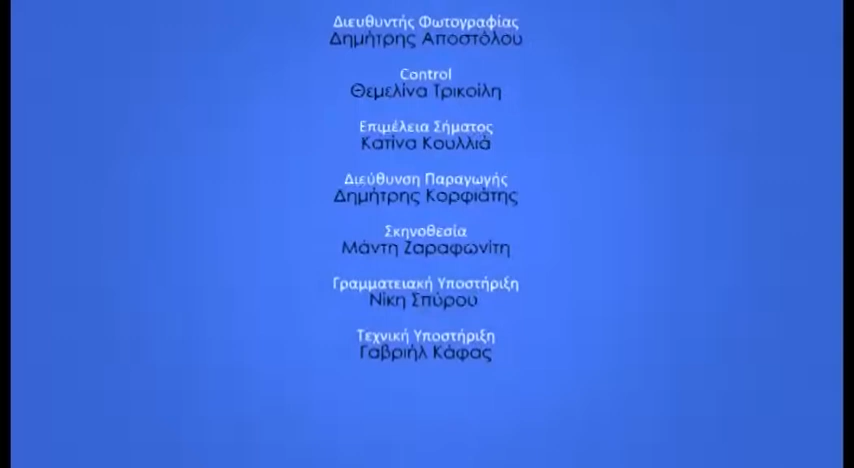 Διευθυντής Φωτογραφίας
Δημήτρης Αποστόλου
Control
Θεμελίνα Τρικοίλη
Επιμέλεια Σήματος
Κατίνα Κουλλιά
Διεύθυνση Παραγωγής
Δημήτρης Κορφιάτης
Σκηνοθεσία
Μάντη Ζαραφωνίτη
Γραμματειακή Υποστήριξη
Νίκη Σπύρου
Τεχνική Υποστήριξη
Γαβριήλ Κάφας